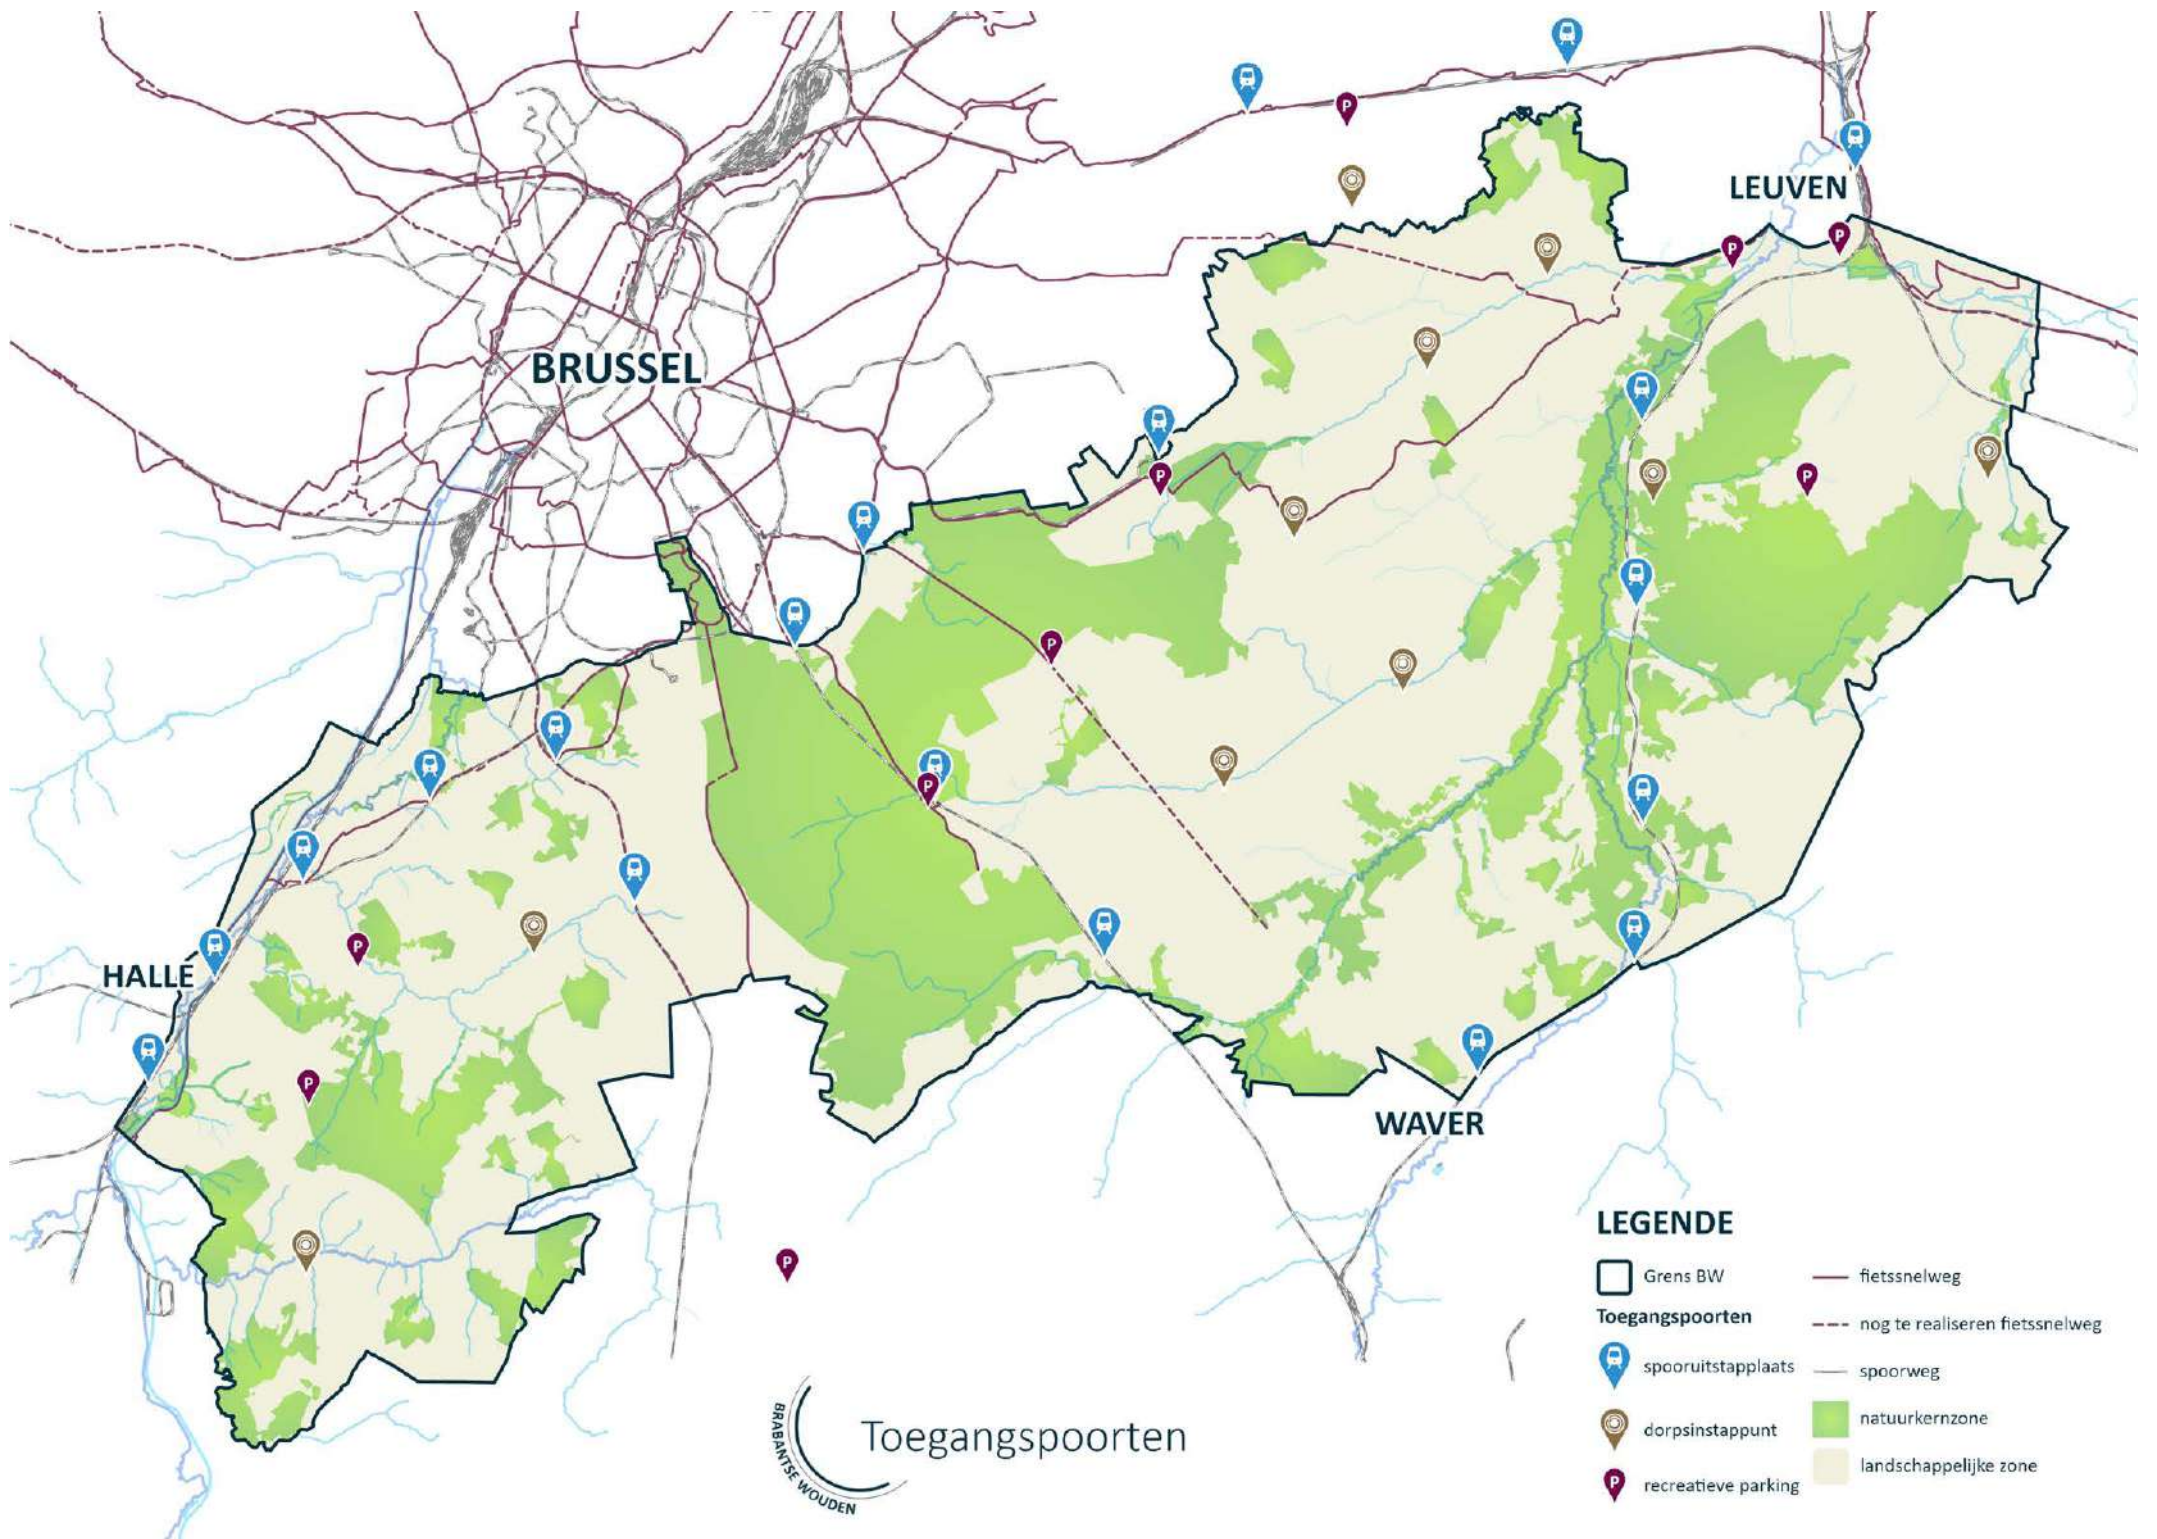 LEUVEN
BRUSSEL
HALLE
WAVER
LEGENDE
Grens BW
Toegangspoorten
spooruitstapplaats
dorpsinstappunt
recreatieve parking
fietssnelweg
nog te realiseren fietssnelweg
spoorweg
natuurkernzone
landschappelijke zone
BRABANTSE WOUDEN
Toegangspoorten
P
P
P
P
P
P
P
P
P
P
P
P